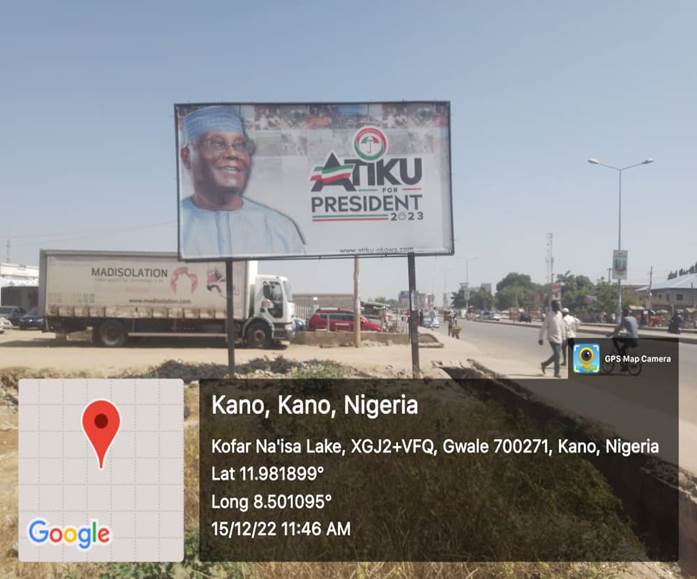 ATIKU
FOR
PRESIDENT
2023
www.atiku-okowa.com
MADISOLATION
www.madisolation.com
GPS Map Camera
Kano, Kano, Nigeria
Kofar Na'isa Lake, XGJ2+VFQ, Gwale 700271, Kano, Nigeria
Lat 11.981899°
Long 8.501095°
15/12/22 11:46 AM
Google